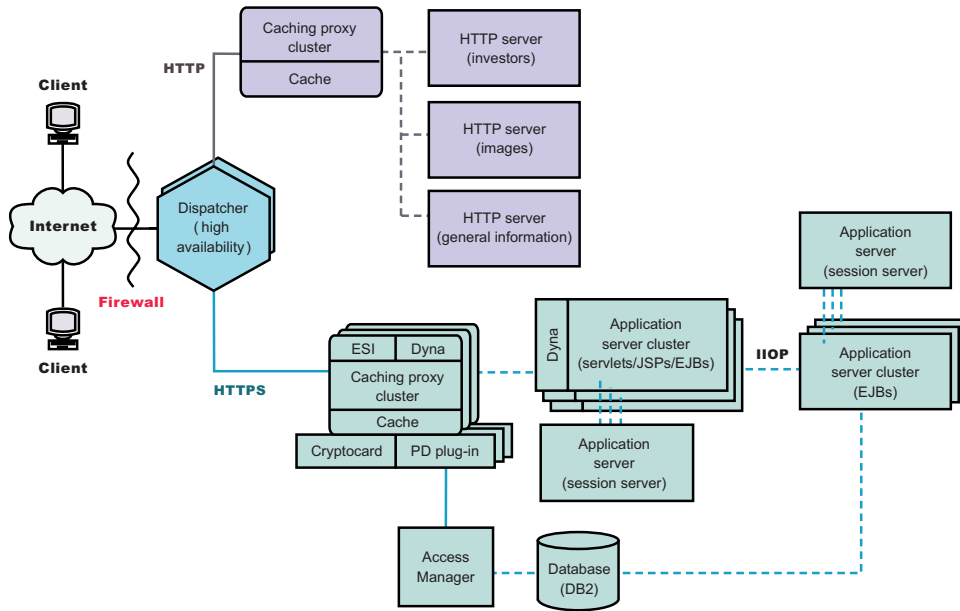 Client
Internet
Client
Firewall
Dispatcher
( high
availability )
HTTP
Caching proxy
cluster
Cache
HTTP server
(investors)
HTTP server
(images)
HTTP server
(general information)
HTTPS
ESI
Dyna
Caching proxy
cluster
Cache
Cryptocard
PD plug-in
Access
Manager
Database
(DB2)
Dyna
Application
server cluster
(servlets/JSPs/EJBs)
Application
server
(session server)
IIOP
Application
server
(session server)
Application
server cluster
(EJBs)